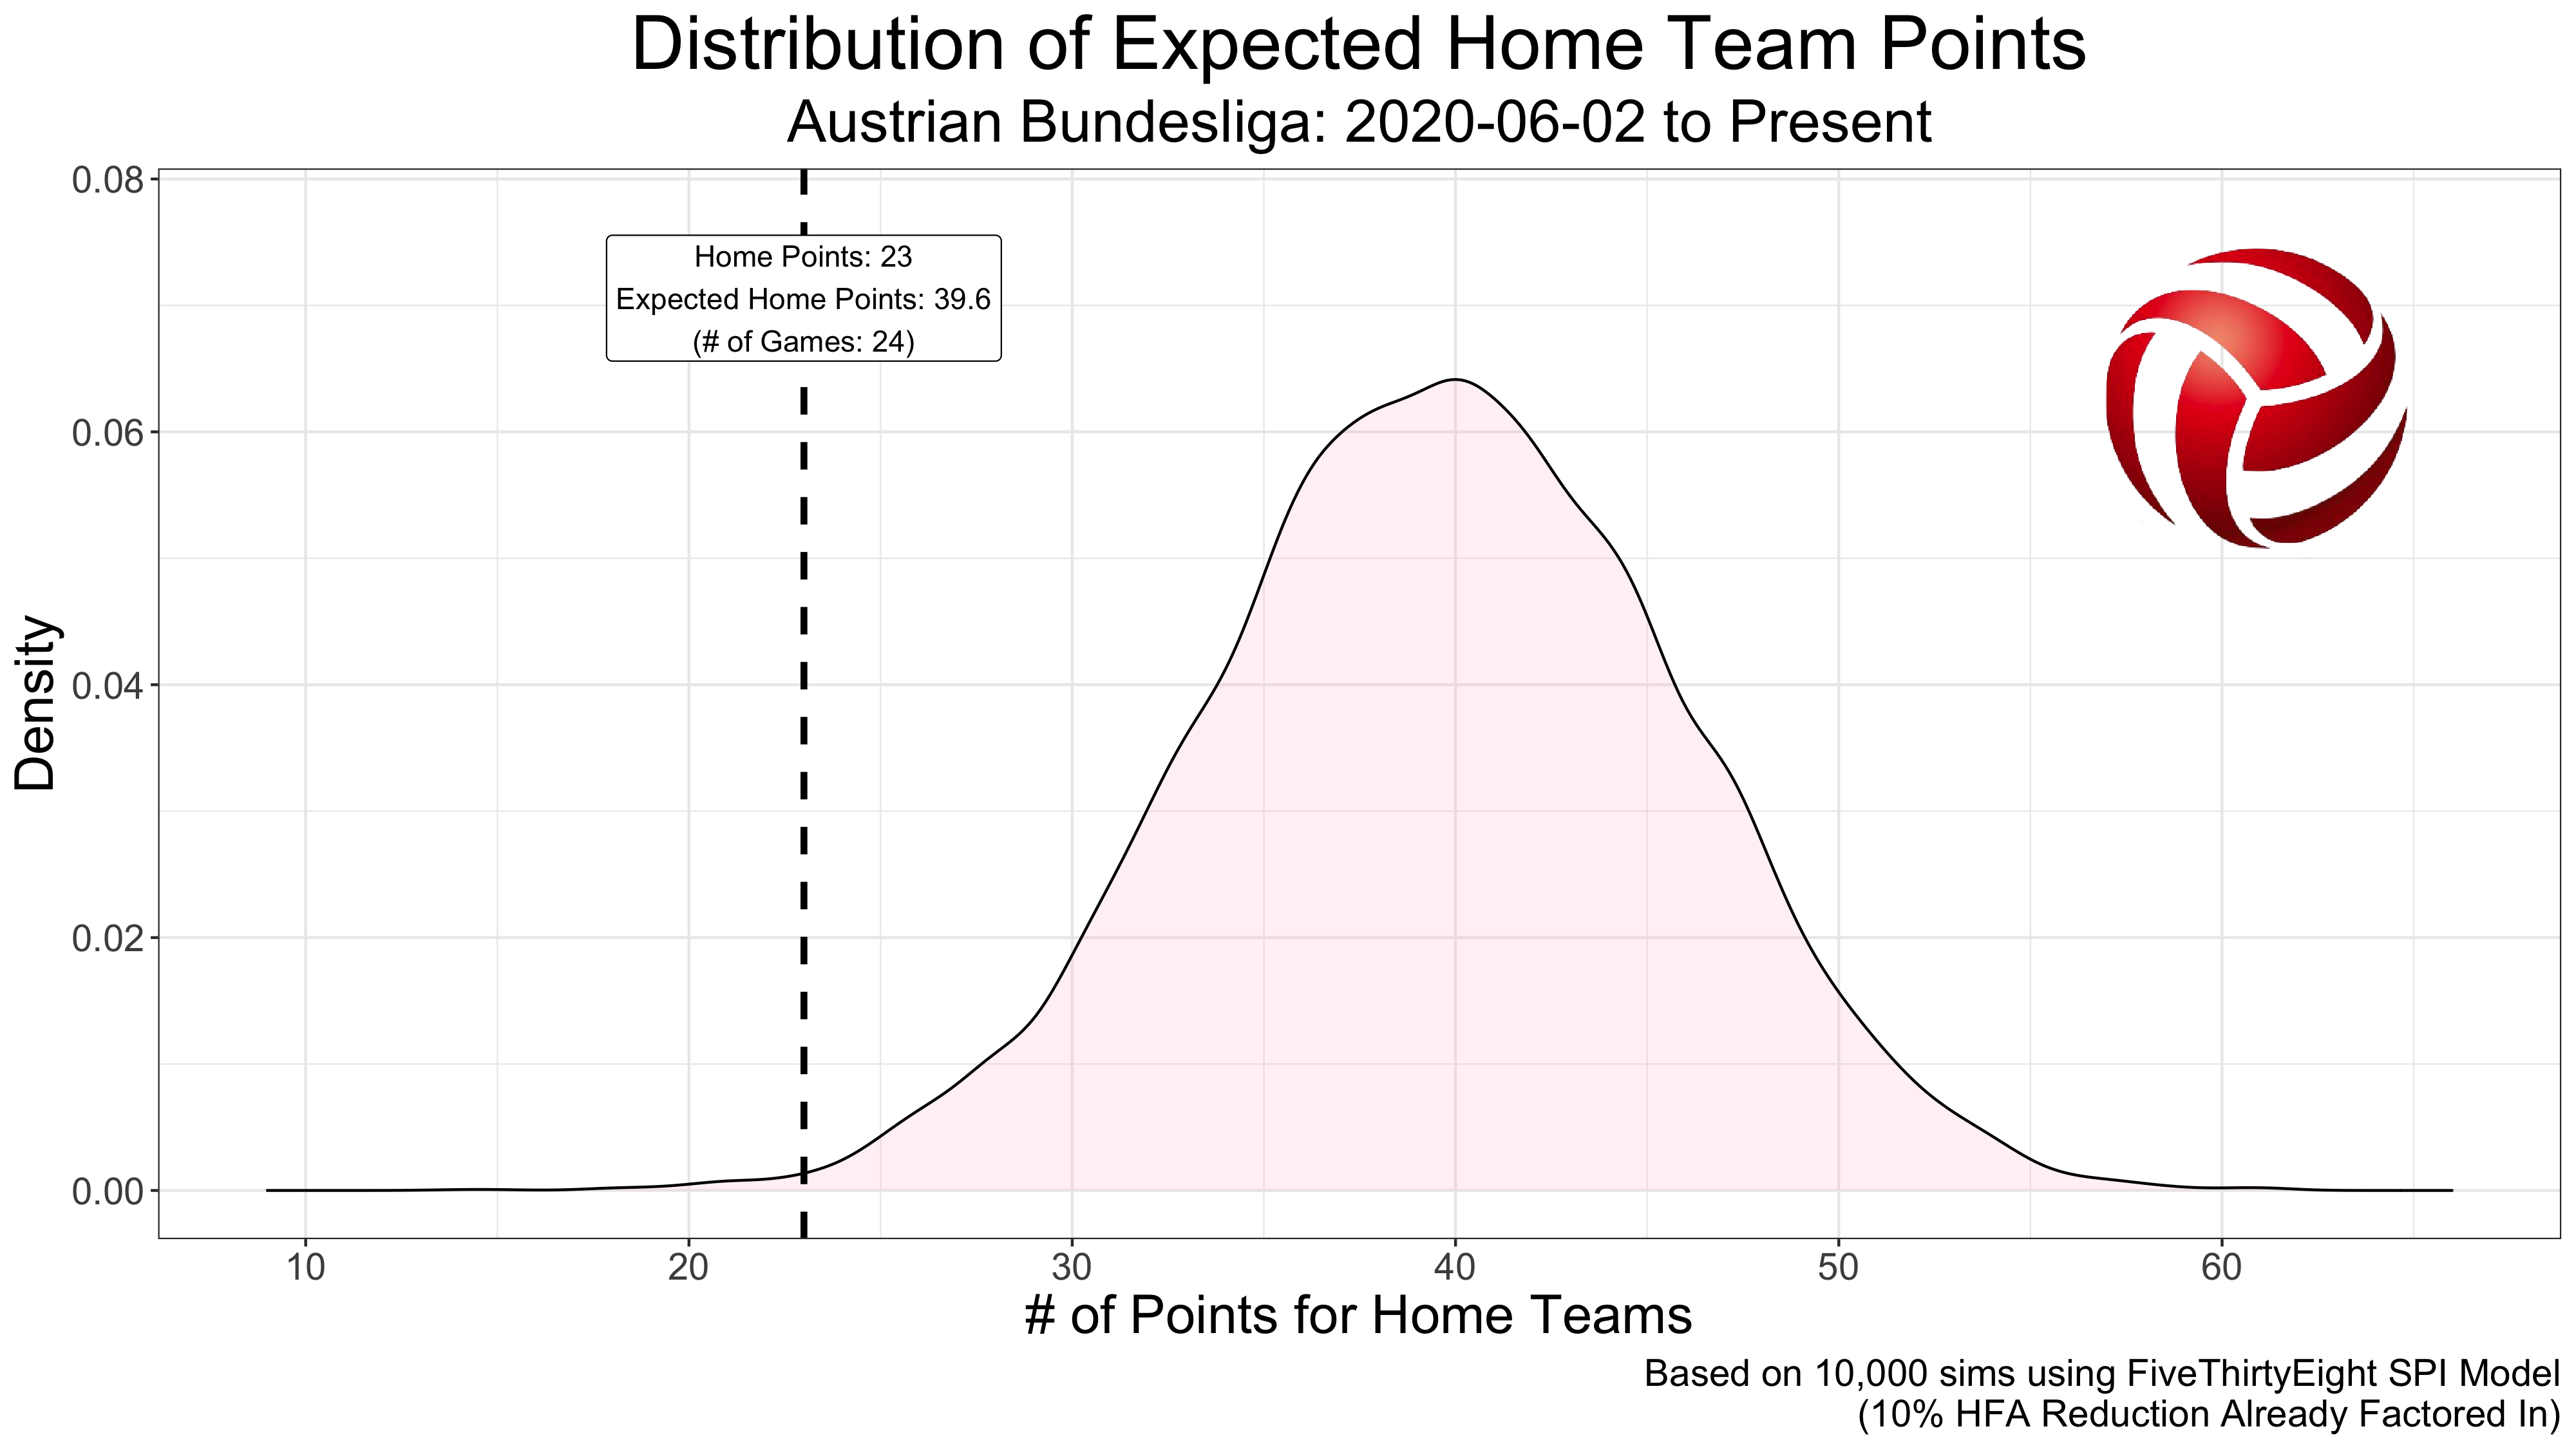 Distribution of Expected Home Team Points
Austrian Bundesliga: 2020-06-02 to Present
0.08
0.06
0.04
0.02
0.00
Density
Home Points: 23
Expected Home Points: 39.6
(# of Games: 24)
10
20
30
40
50
60
# of Points for Home Teams
Based on 10,000 sims using FiveThirtyEight SPI Model
(10% HFA Reduction Already Factored In)